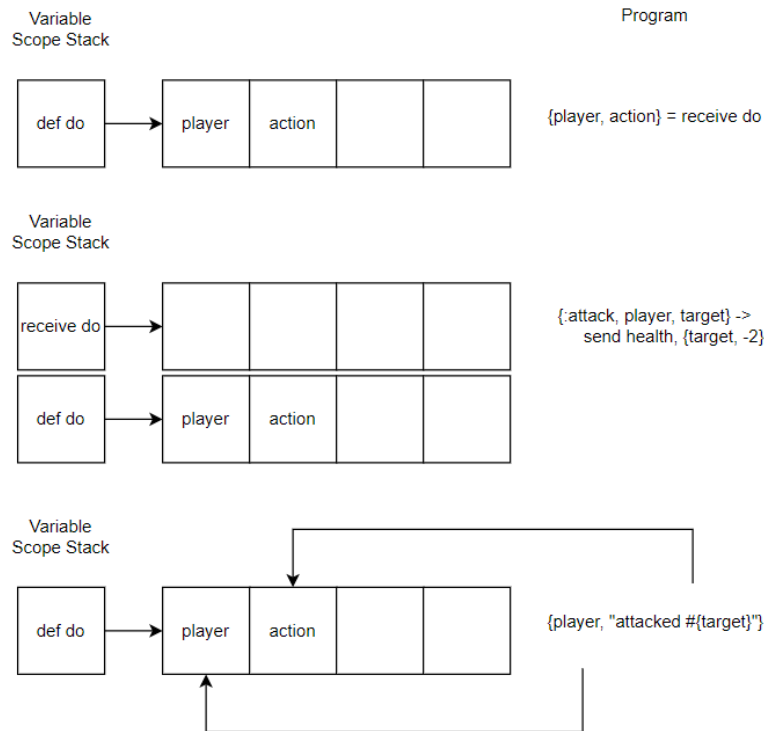 Variable
Scope Stack
Program
def do
player
action
{player, action} = receive do
Variable
Scope Stack
receive do
{:attack, player, target} ->
send health, {target, -2}
def do
player
action
Variable
Scope Stack
def do
player
action
{player, "attacked #{target}"}